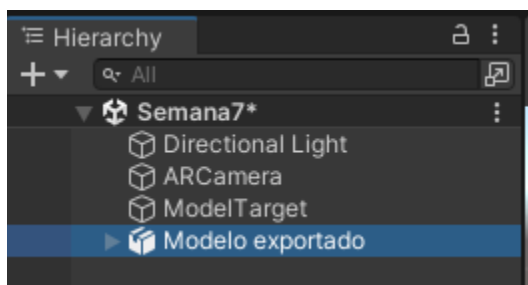 Hierarchy
All
Semana7*
Directional Light
ARCamera
ModelTarget
Modelo exportado